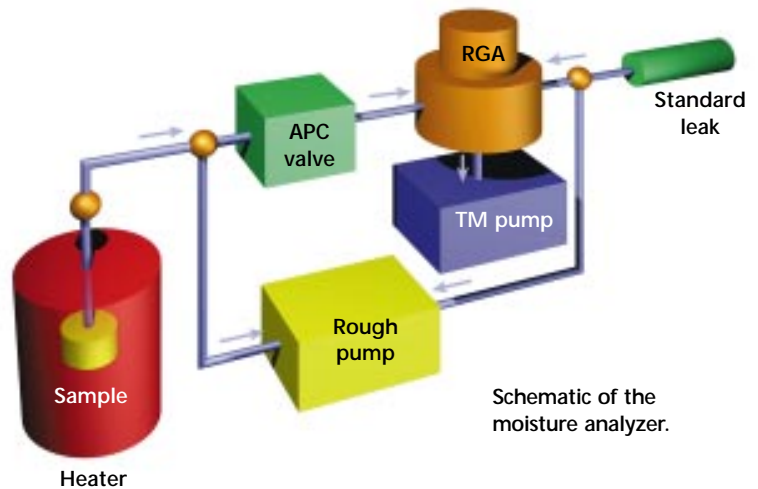 RGA
APC
valve
Standard
leak
TM pump
Rough
pump
Sample
Schematic of the
moisture analyzer.
Heater